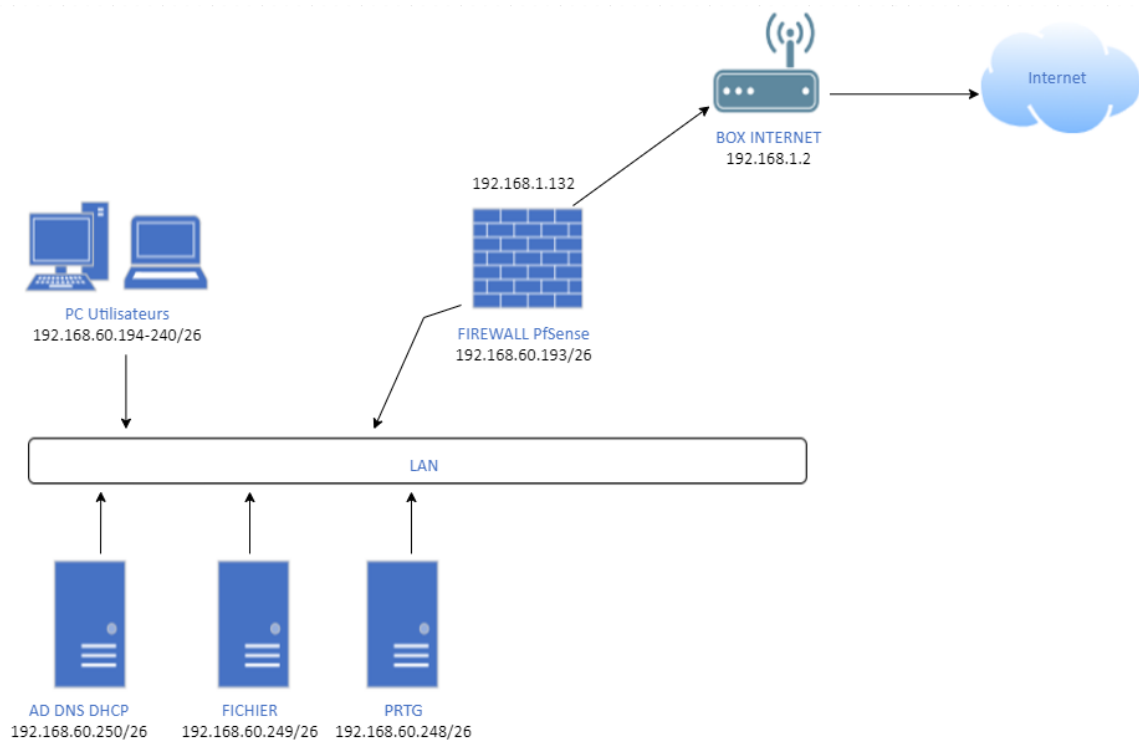 Internet
BOX INTERNET
192.168.1.2
192.168.1.132
PC Utilisateurs
192.168.60.194-240/26
FIREWALL PfSense
192.168.60.193/26
LAN
AD DNS DHCP
192.168.60.250/26
FICHIER
192.168.60.249/26
PRTG
192.168.60.248/26